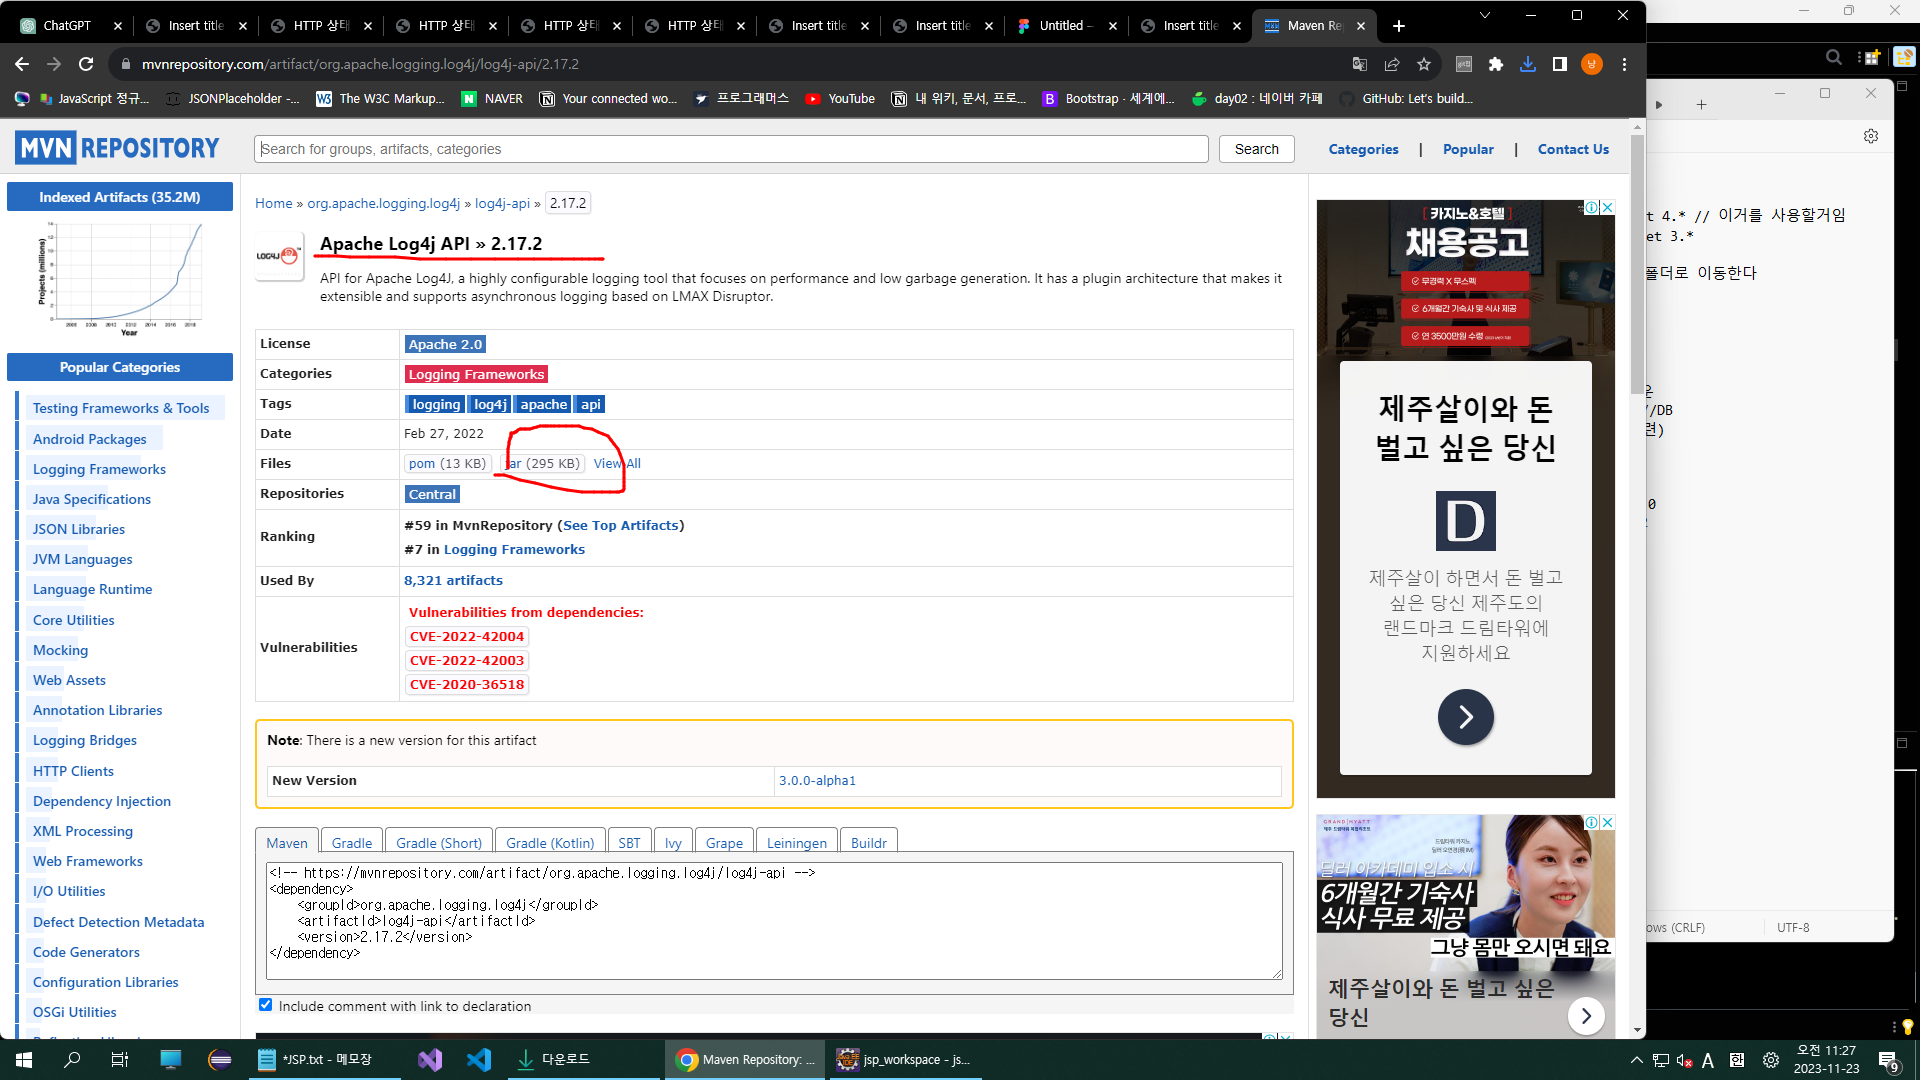 ChatGPT
Insert title
HTTP 상태
HTTP 상태
HTTP 상태
HTTP 상태
Insert title
Insert title
Untitled –
Insert title
Maven Re
mvnrepository.com/artifact/org.apache.logging.log4j/log4j-api/2.17.2
JavaScript 정규...
JSONPlaceholder -...
The W3C Markup...
NAVER
Your connected wo...
프로그래머스
YouTube
내 위키, 문서, 프로...
Bootstrap · 세계에...
day02 : 네이버 카페
GitHub: Let's build...
MVN REPOSITORY
Search for groups, artifacts, categories
Search
Categories | Popular | Contact Us
Indexed Artifacts (35.2M)
Projects (millions)
Year
Popular Categories
Testing Frameworks & Tools
Android Packages
Logging Frameworks
Java Specifications
JSON Libraries
JVM Languages
Language Runtime
Core Utilities
Mocking
Web Assets
Annotation Libraries
Logging Bridges
HTTP Clients
Dependency Injection
XML Processing
Web Frameworks
I/O Utilities
Defect Detection Metadata
Code Generators
Configuration Libraries
OSGi Utilities
Home » org.apache.logging.log4j » log4j-api » 2.17.2
LOG4J
Apache Log4j API » 2.17.2
API for Apache Log4J, a highly configurable logging tool that focuses on performance and low garbage generation. It has a plugin architecture that makes it
extensible and supports asynchronous logging based on LMAX Disruptor.
License Apache 2.0
Categories Logging Frameworks
Tags logging log4j apache api
Date Feb 27, 2022
Files pom (13 KB) jar (295 KB) View All
Repositories Central
Ranking
#59 in MvnRepository (See Top Artifacts)
#7 in Logging Frameworks
Used By 8,321 artifacts
Vulnerabilities
Vulnerabilities from dependencies:
CVE-2022-42004
CVE-2022-42003
CVE-2020-36518
Note: There is a new version for this artifact
New Version 3.0.0-alpha1
Maven Gradle Gradle (Short) Gradle (Kotlin) SBT Ivy Grape Leiningen Buildr
<!-- https://mvnrepository.com/artifact/org.apache.logging.log4j/log4j-api -->
<dependency>
<groupId>org.apache.logging.log4j</groupId>
<artifactId>log4j-api</artifactId>
<version>2.17.2</version>
</dependency>
Include comment with link to declaration
[ 카지노&호텔 ]
채용공고
무경력 X 무스펙
6개월간 기숙사 및 식사 제공
연 3500만원 수령
제주살이와 돈
벌고 싶은 당신
D
제주살이 하면서 돈 벌고
싶은 당신 제주도의
랜드마크 드림타워에
지원하세요
GRAND HYATT
딜러 아카데미 입소 시
6개월간 기숙사
식사 무료 제공
그냥 몸만 오시면 돼요
제주살이와 돈 벌고 싶은
당신
t 4.* // 이거를 사용할거임
et 3.*
폴더로 이동한다
//DB
ows (CRLF)
UTF-8
*JSP.txt - 메모장
다운로드
Maven Repository: ...
jsp_workspace - js...
A
한
오전 11:27
2023-11-23
9